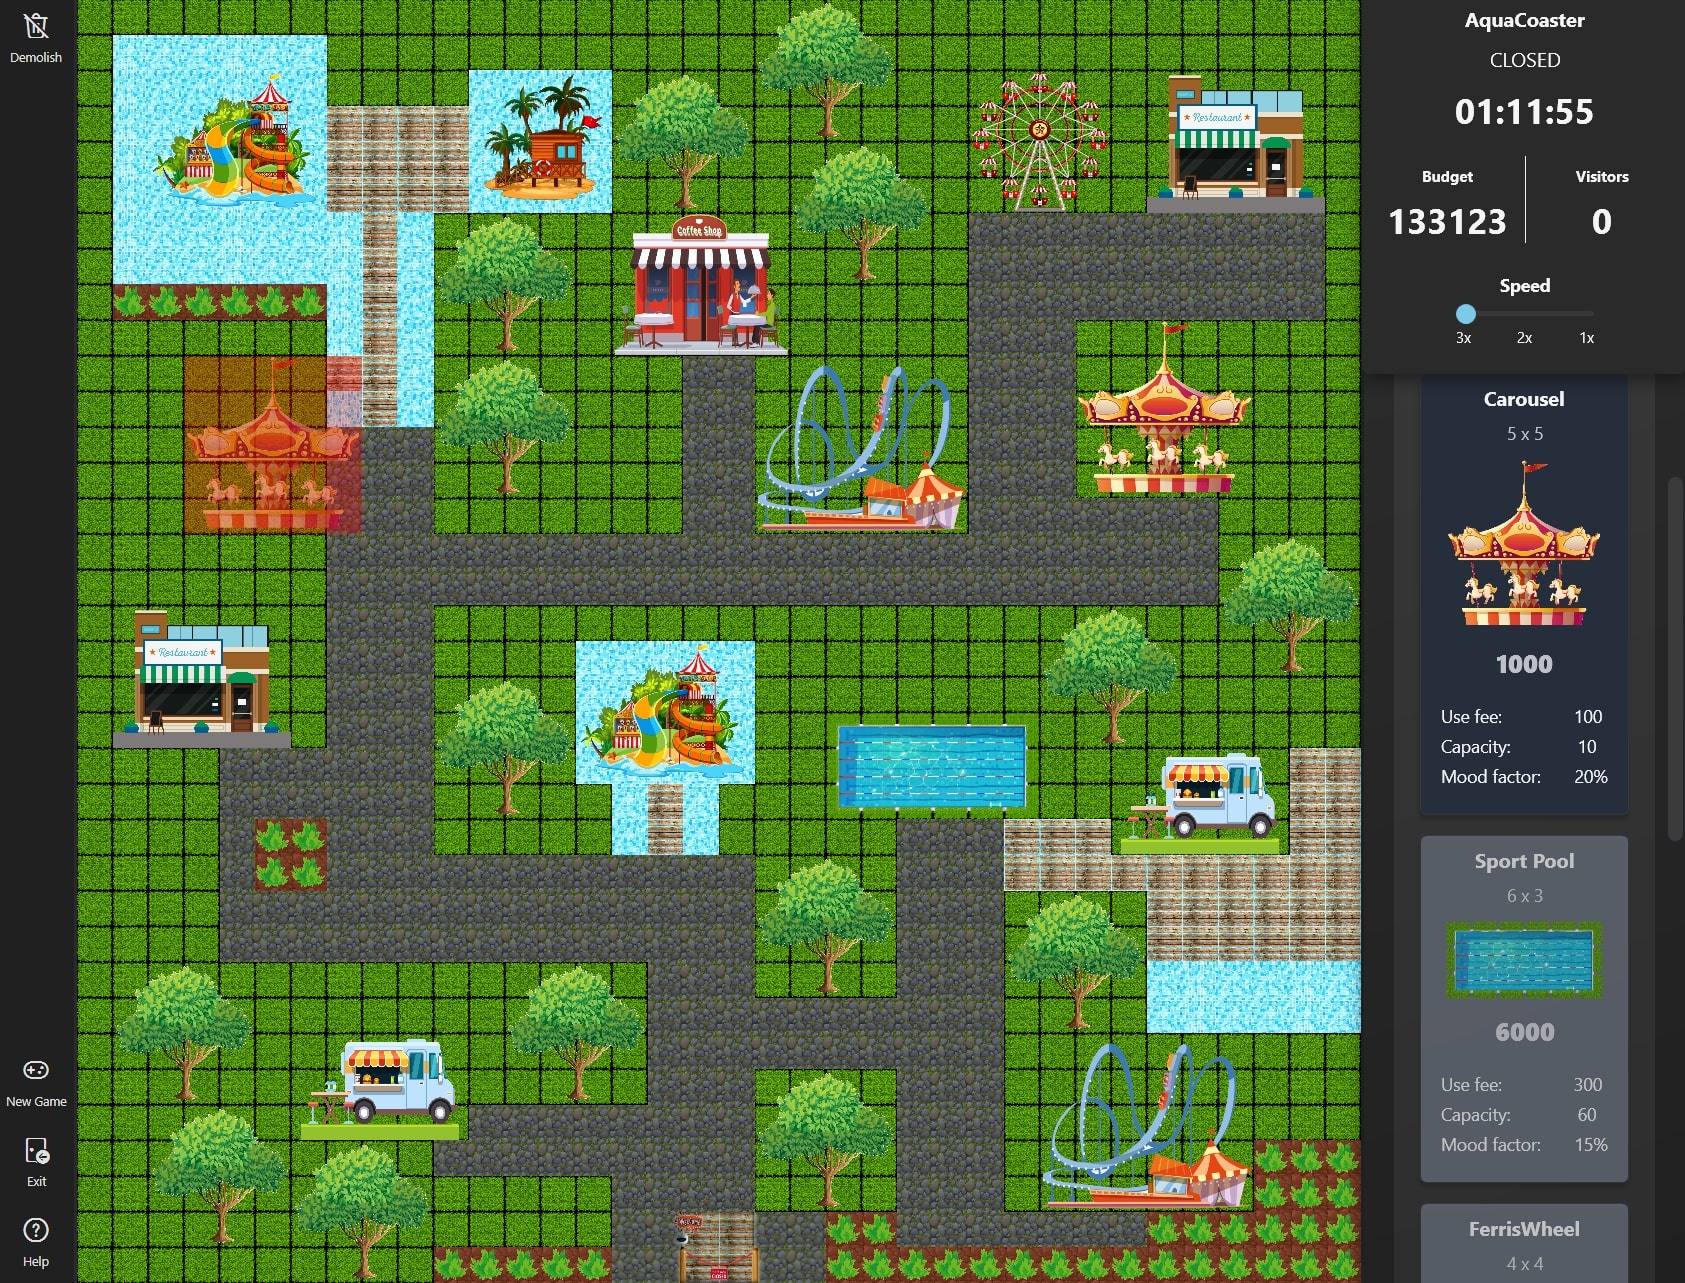 Demolish
New Game
Exit
Help
Restaurant
Coffee Shop
Restaurant
AquaCoaster
CLOSED
01:11:55
Budget
Visitors
133123
0
Speed
3x
2x
1x
Carousel
5 x 5
1000
Use fee: 100
Capacity: 10
Mood factor: 20%
Sport Pool
6 x 3
6000
Use fee: 300
Capacity: 60
Mood factor: 15%
FerrisWheel
4 x 4